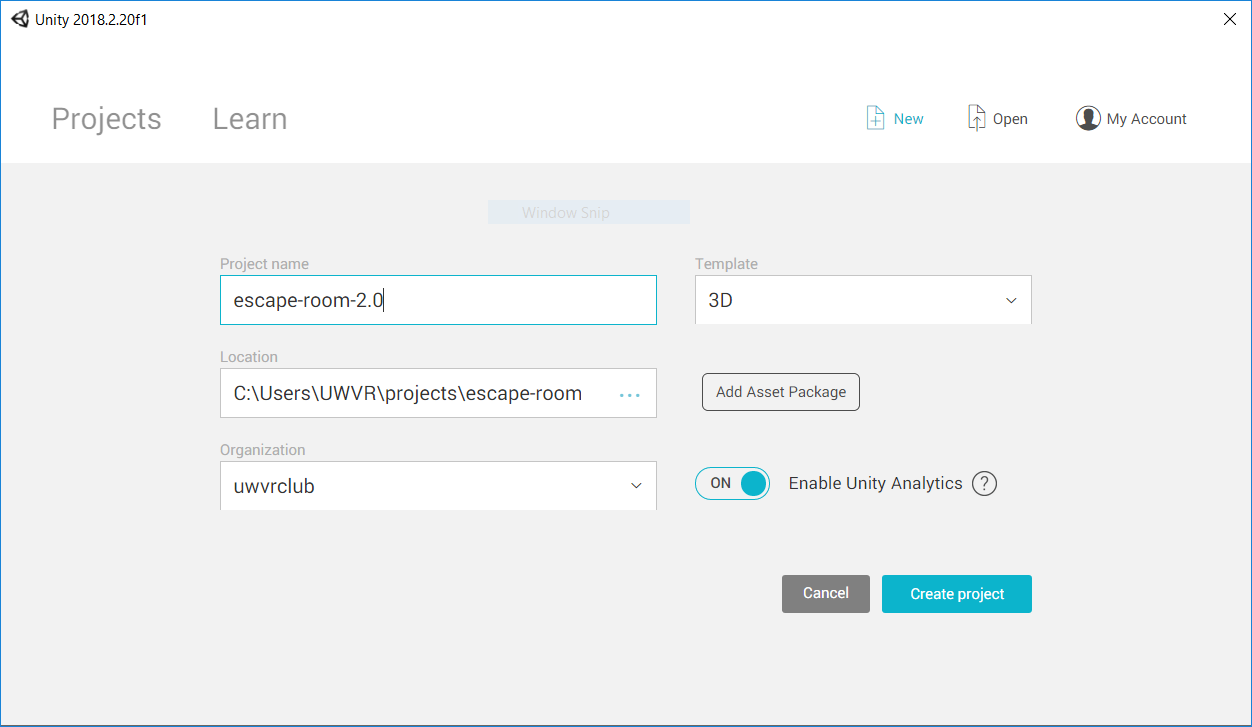 Unity 2018.2.20f1
Projects
Learn
New
Open
My Account
Window Snip
Project name
escape-room-2.0
Template
3D
Location
C:\Users\UWVR\projects\escape-room
...
Add Asset Package
Organization
uwvrclub
ON
Enable Unity Analytics
?
Cancel
Create project